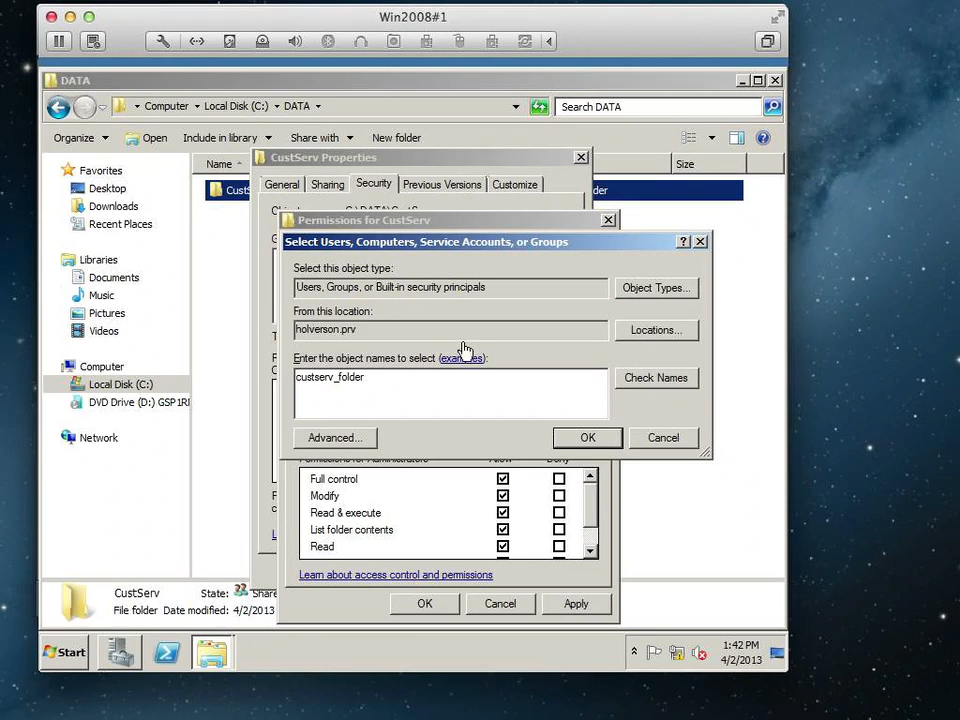 Win2008#1
DATA
Computer Local Disk (C:) DATA
Search DATA
Organize Open Include in library Share with New folder
Favorites
Desktop
Downloads
Recent Places
Libraries
Documents
Music
Pictures
Videos
Computer
Local Disk (C:)
DVD Drive (D:) GSP1R
Network
Name
Size
CustServ Properties
General Sharing Security Previous Versions Customize
Permissions for CustServ
Select Users, Computers, Service Accounts, or Groups
Select this object type:
Users, Groups, or Built-in security principals
Object Types...
From this location:
holverson.prv
Locations...
Enter the object names to select (examples):
custserv_folder
Check Names
Advanced...
OK
Cancel
Full control
Modify
Read & execute
List folder contents
Read
Learn about access control and permissions
OK Cancel Apply
CustServ State: Share
File folder Date modified: 4/2/2013
Start
1:42 PM
4/2/2013